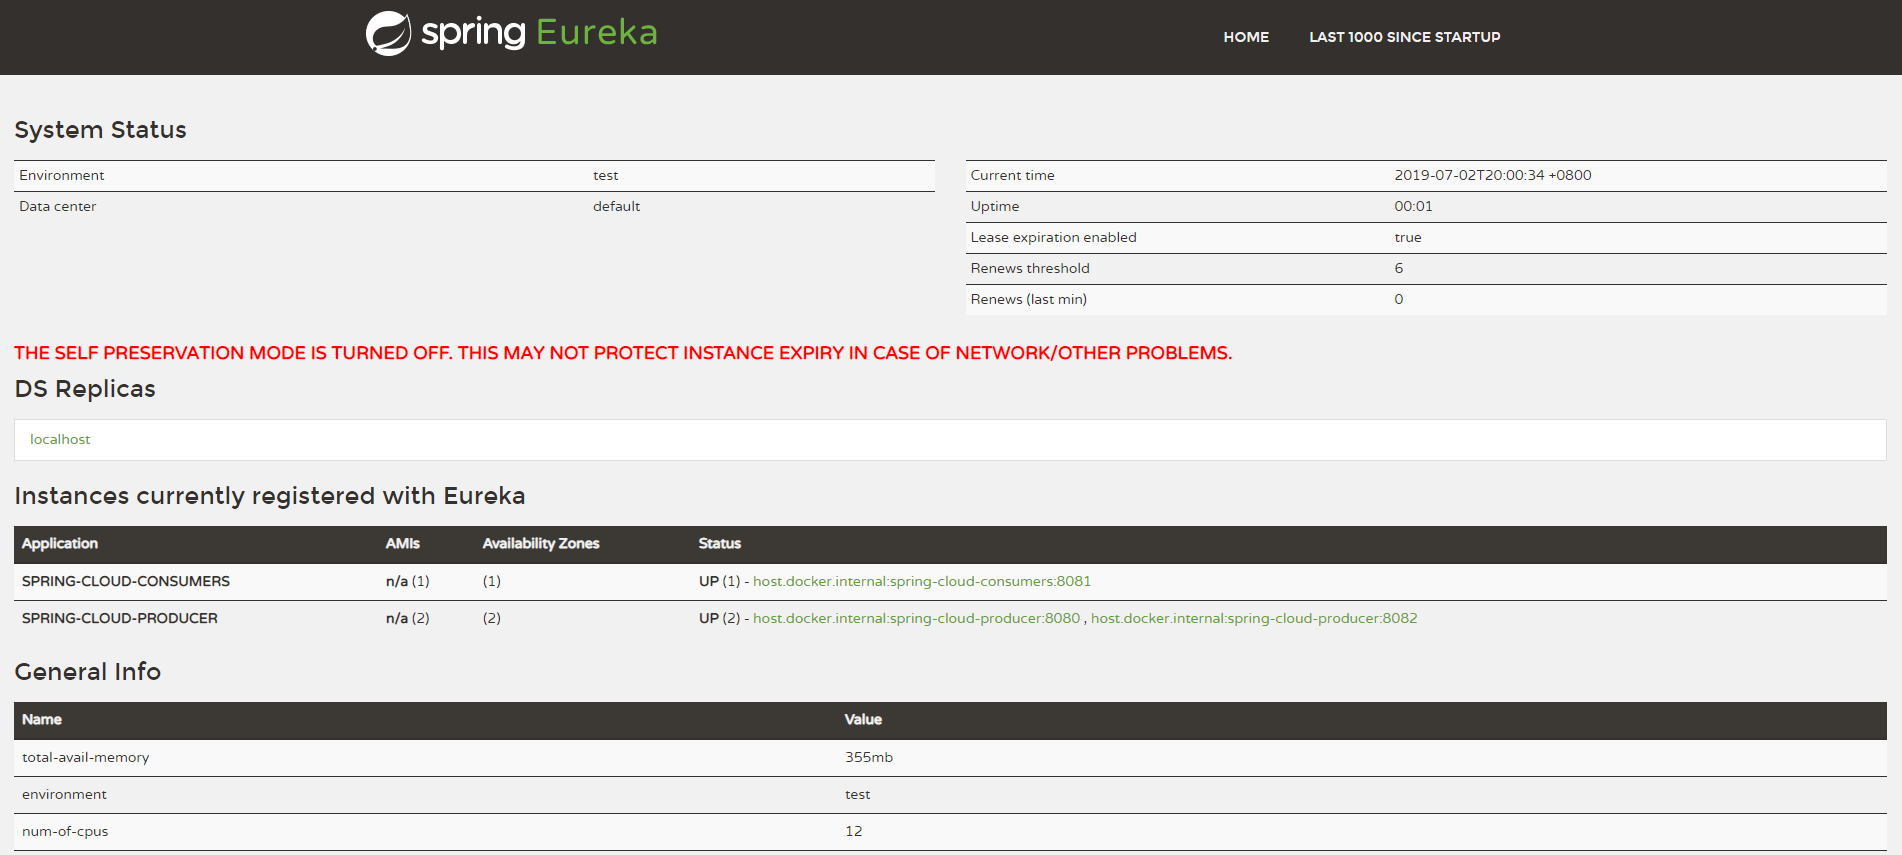 spring Eureka
HOME LAST 1000 SINCE STARTUP
System Status
Environment test
Data center default
Current time 2019-07-02T20:00:34 +0800
Uptime 00:01
Lease expiration enabled true
Renews threshold 6
Renews (last min) 0
THE SELF PRESERVATION MODE IS TURNED OFF. THIS MAY NOT PROTECT INSTANCE EXPIRY IN CASE OF NETWORK/OTHER PROBLEMS.
DS Replicas
localhost
Instances currently registered with Eureka
Application AMIs Availability Zones Status
SPRING-CLOUD-CONSUMERS n/a (1) (1) UP (1) - host.docker.internal:spring-cloud-consumers:8081
SPRING-CLOUD-PRODUCER n/a (2) (2) UP (2) - host.docker.internal:spring-cloud-producer:8080 , host.docker.internal:spring-cloud-producer:8082
General Info
Name Value
total-avail-memory 355mb
environment test
num-of-cpus 12